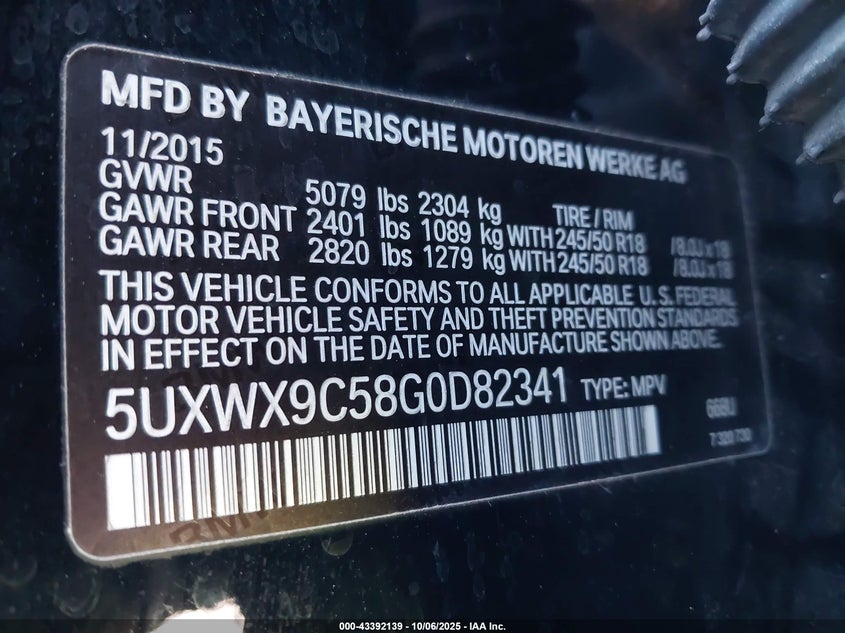 MFD BY BAYERISCHE MOTOREN WERKE AG
11/2015
GVWR 5079 lbs 2304 kg TIRE / RIM
GAWR FRONT 2401 lbs 1089 kg WITH 245/50 R18 /8.0J x 18
GAWR REAR 2820 lbs 1279 kg WITH 245/50 R18 /8.0J x 18
THIS VEHICLE CONFORMS TO ALL APPLICABLE U.S. FEDERAL
MOTOR VEHICLE SAFETY AND THEFT PREVENTION STANDARDS
IN EFFECT ON THE DATE OF MANUFACTURE SHOWN ABOVE.
5UXWX9C58G0D82341 TYPE: MPV
7 320 730
000-43392139 - 10/06/2025 - IAA Inc.